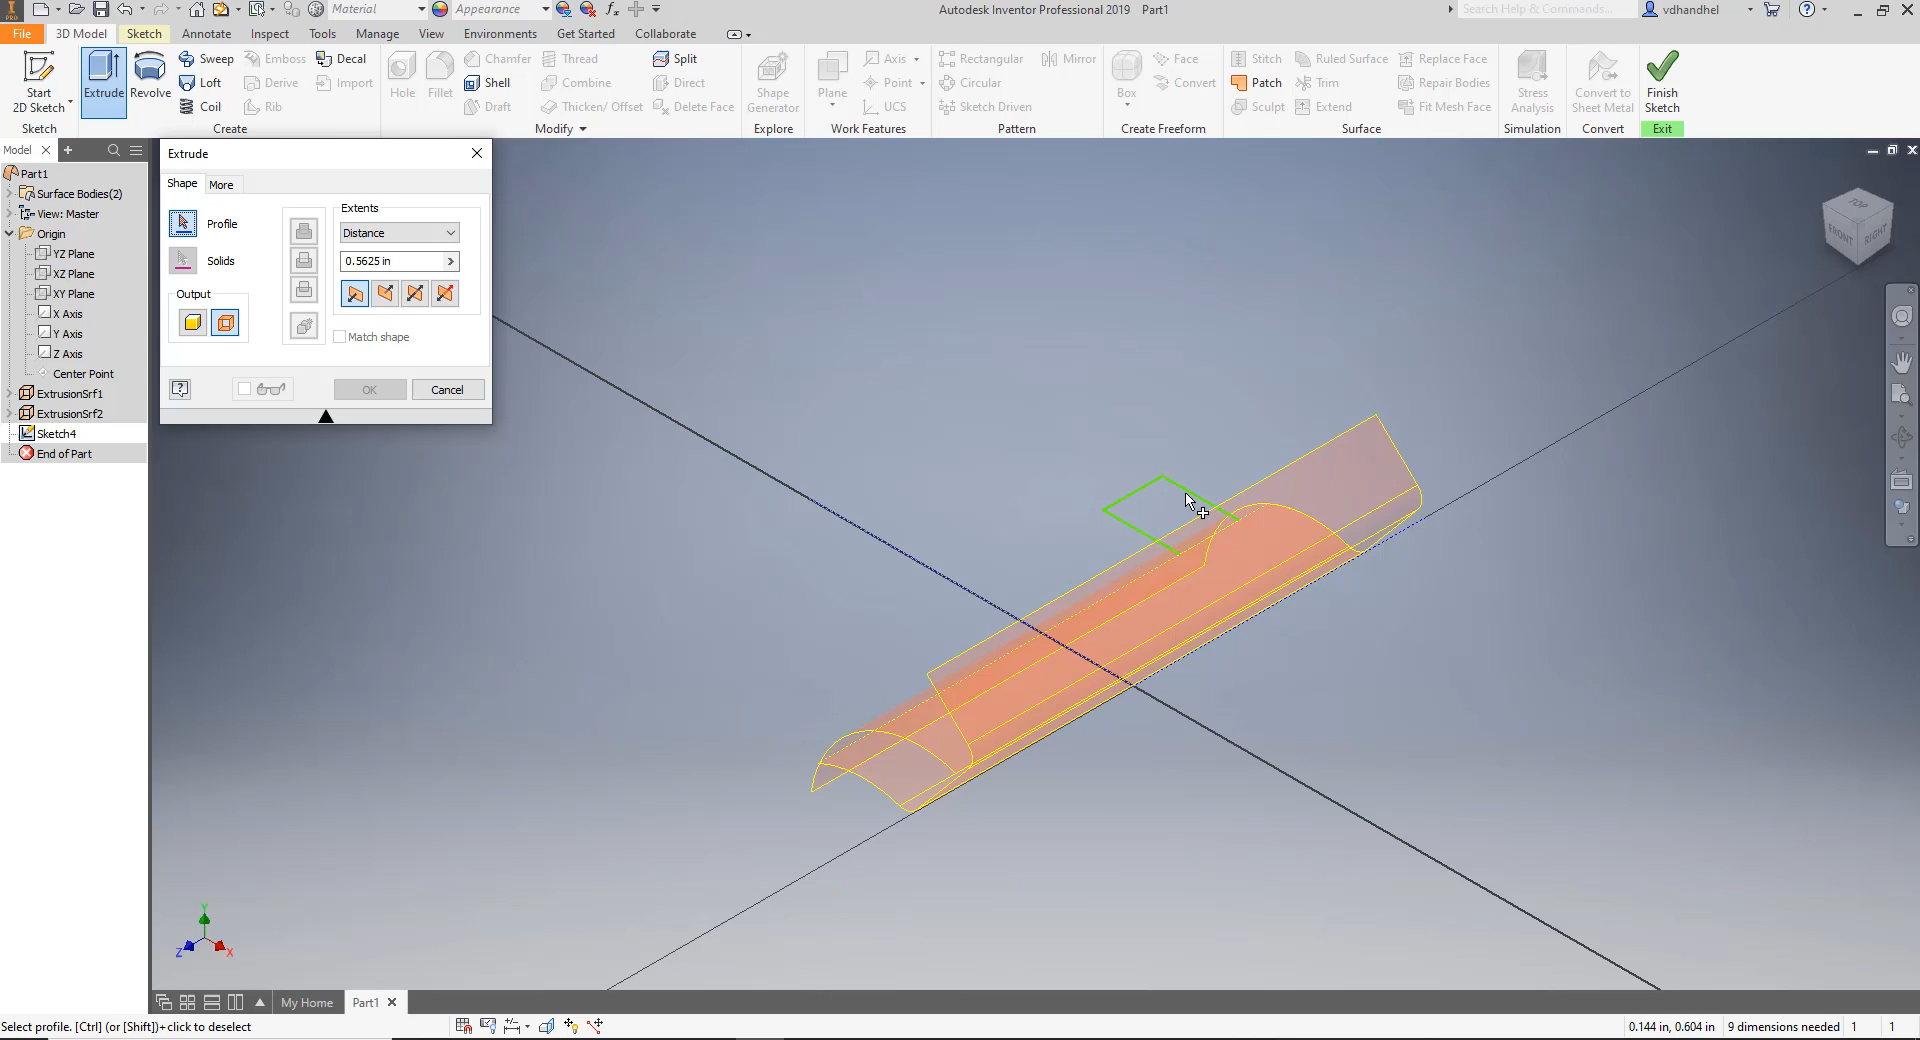 Material
Appearance
Autodesk Inventor Professional 2019 Part1
Search Help & Commands...
vdhandhel
PRO
File
3D Model
Sketch
Annotate
Inspect
Tools
Manage
View
Environments
Get Started
Collaborate
Start
2D Sketch
Extrude
Revolve
Sweep
Loft
Coil
Emboss
Derive
Rib
Decal
Import
Hole
Fillet
Chamfer
Shell
Draft
Thread
Combine
Thicken/ Offset
Split
Direct
Delete Face
Shape
Generator
Plane
Axis
Point
UCS
Rectangular
Circular
Sketch Driven
Mirror
Box
Face
Convert
Stitch
Patch
Sculpt
Ruled Surface
Trim
Extend
Replace Face
Repair Bodies
Fit Mesh Face
Stress
Analysis
Convert to
Sheet Metal
Finish
Sketch
Sketch
Create
Modify
Explore
Work Features
Pattern
Create Freeform
Surface
Simulation
Convert
Exit
Model
Part1
Surface Bodies(2)
View: Master
Origin
YZ Plane
XZ Plane
XY Plane
X Axis
Y Axis
Z Axis
Center Point
ExtrusionSrf1
ExtrusionSrf2
Sketch4
End of Part
Extrude
Shape
More
Profile
Solids
Output
Extents
Distance
0.5625 in
Match shape
OK
Cancel
TOP
FRONT
RIGHT
Y
Z
X
My Home
Part1
Select profile. [Ctrl] (or [Shift])+click to deselect
0.144 in, 0.604 in
9 dimensions needed
1
1